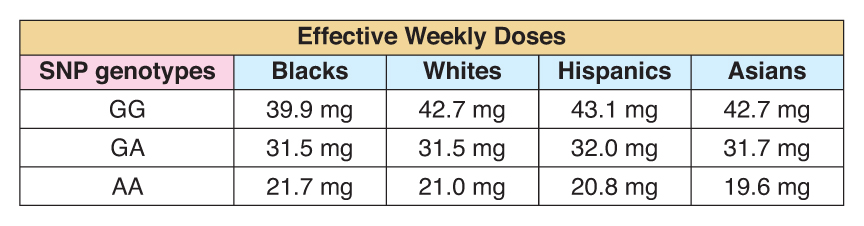 Effective Weekly Doses
SNP genotypes Blacks Whites Hispanics Asians
GG 39.9 mg 42.7 mg 43.1 mg 42.7 mg
GA 31.5 mg 31.5 mg 32.0 mg 31.7 mg
AA 21.7 mg 21.0 mg 20.8 mg 19.6 mg